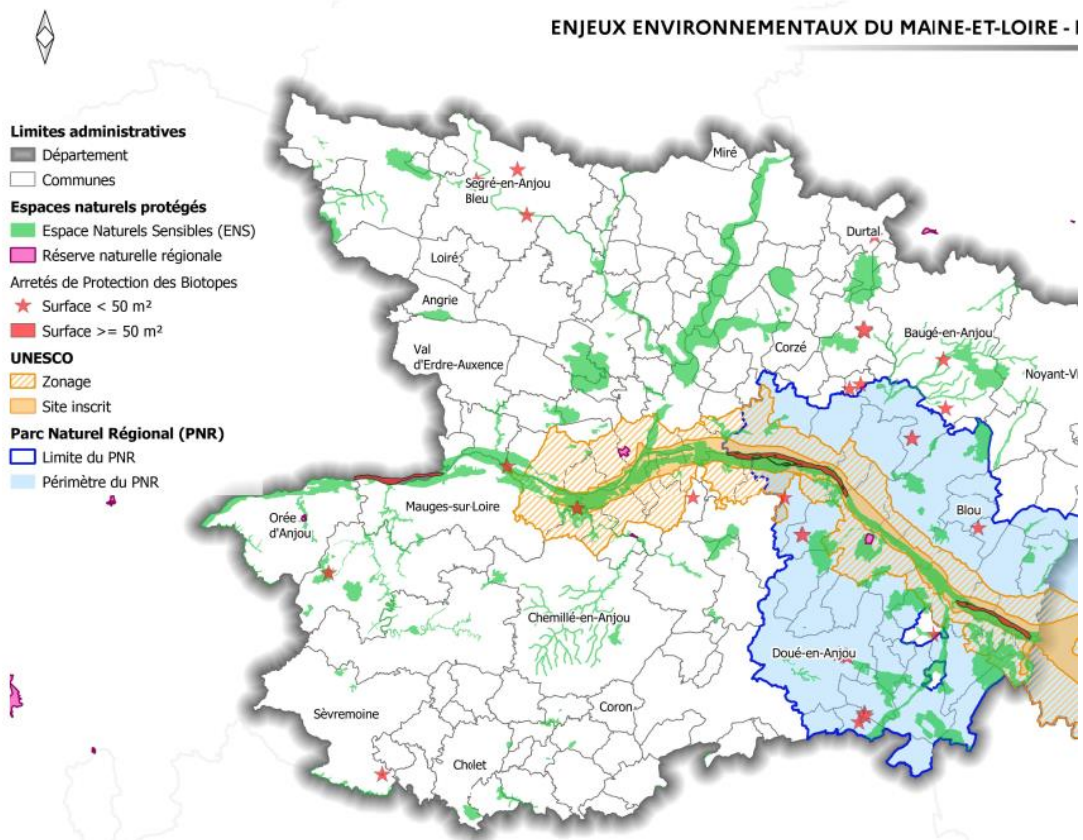 ENJEUX ENVIRONNEMENTAUX DU MAINE-ET-LOIRE -
Limites administratives
Département
Communes
Espaces naturels protégés
Espace Naturels Sensibles (ENS)
Réserve naturelle régionale
Arretés de Protection des Biotopes
Surface < 50 m²
Surface >= 50 m²
UNESCO
Zonage
Site inscrit
Parc Naturel Régional (PNR)
Limite du PNR
Périmètre du PNR
Miré
Segré-en-Anjou
Bleu
Durtal
Loiré
Angrie
Baugé-en-Anjou
Val
d'Erdre-Auxence
Corzé
Noyant-Vi
Mauges-sur-Loire
Orée
d'Anjou
Blou
Chemillé-en-Anjou
Doué-en-Anjou
Sèvremoine
Coron
Cholet